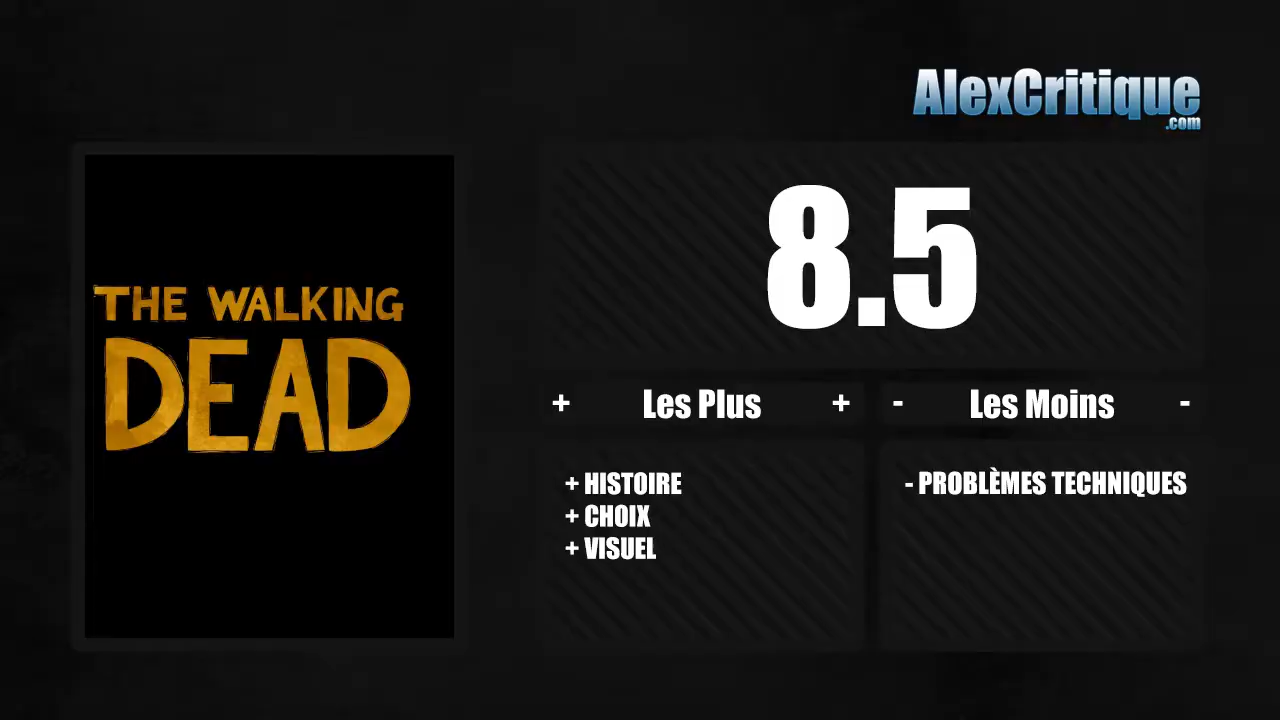 AlexCritique
.com
THE WALKING
DEAD
8.5
+ Les Plus +
- Les Moins -
+ HISTOIRE
+ CHOIX
+ VISUEL
- PROBLÈMES TECHNIQUES